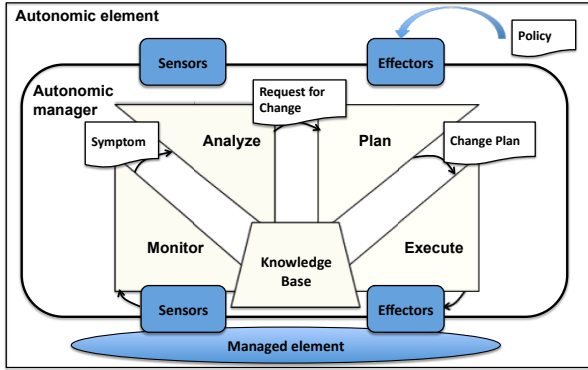 Autonomic element
Policy
Sensors
Effectors
Autonomic
manager
Request for
Change
Symptom
Analyze
Plan
Change Plan
Monitor
Knowledge
Base
Execute
Sensors
Effectors
Managed element